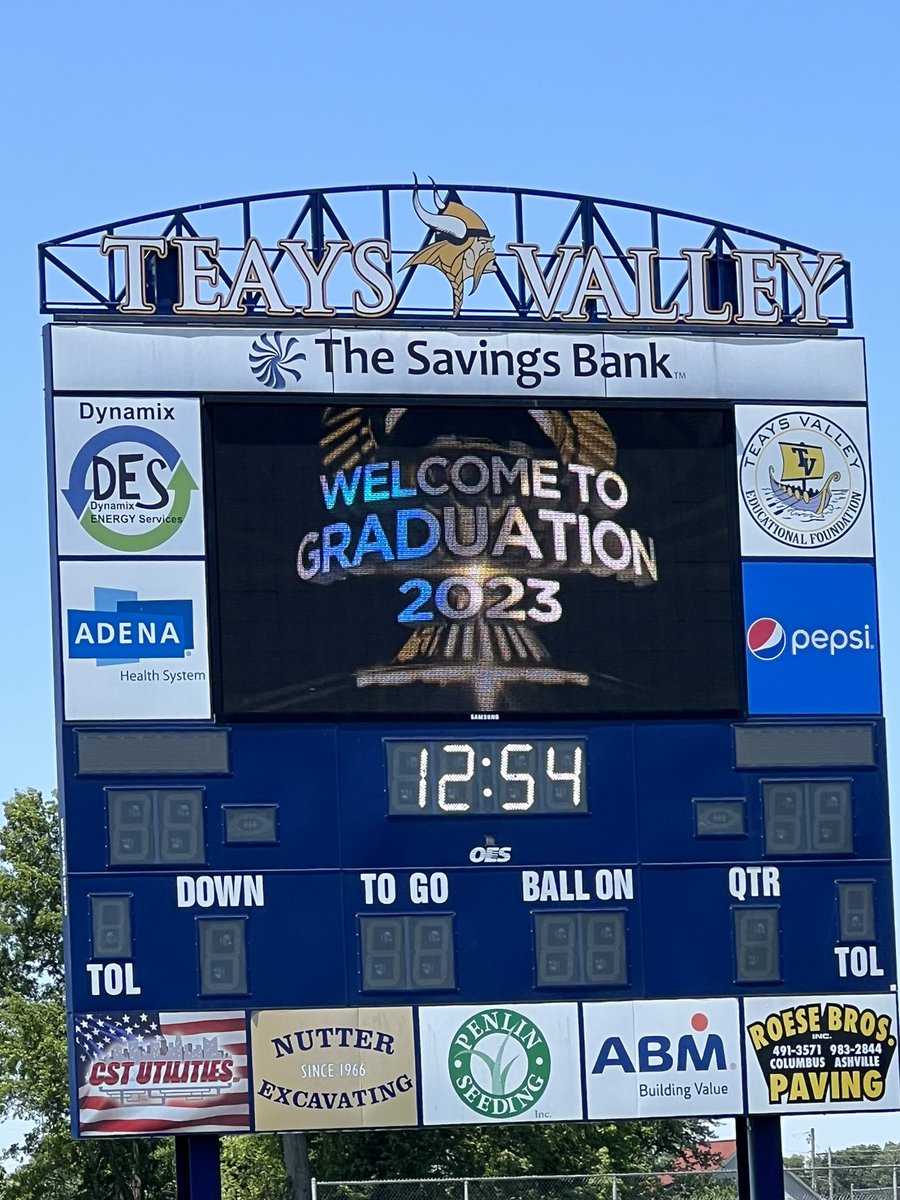 TEAYS VALLEY
The Savings Bank™
Dynamix
DES
Dynamix
ENERGY Services
WELCOME TO
GRADUATION
2023
TEAYS VALLEY
TV
EDUCATIONAL FOUNDATION
ADENA®
Health System
pepsi®
SAMSUNG
12:54
OES
DOWN
TO GO
BALL ON
QTR
TOL
TOL
CST UTILITIES
NUTTER
SINCE 1966
EXCAVATING
PENLIN
SEEDING
Inc.
ABM®
Building Value
ROESE BROS.
INC.
491-3571 983-2844
COLUMBUS ASHVILLE
PAVING